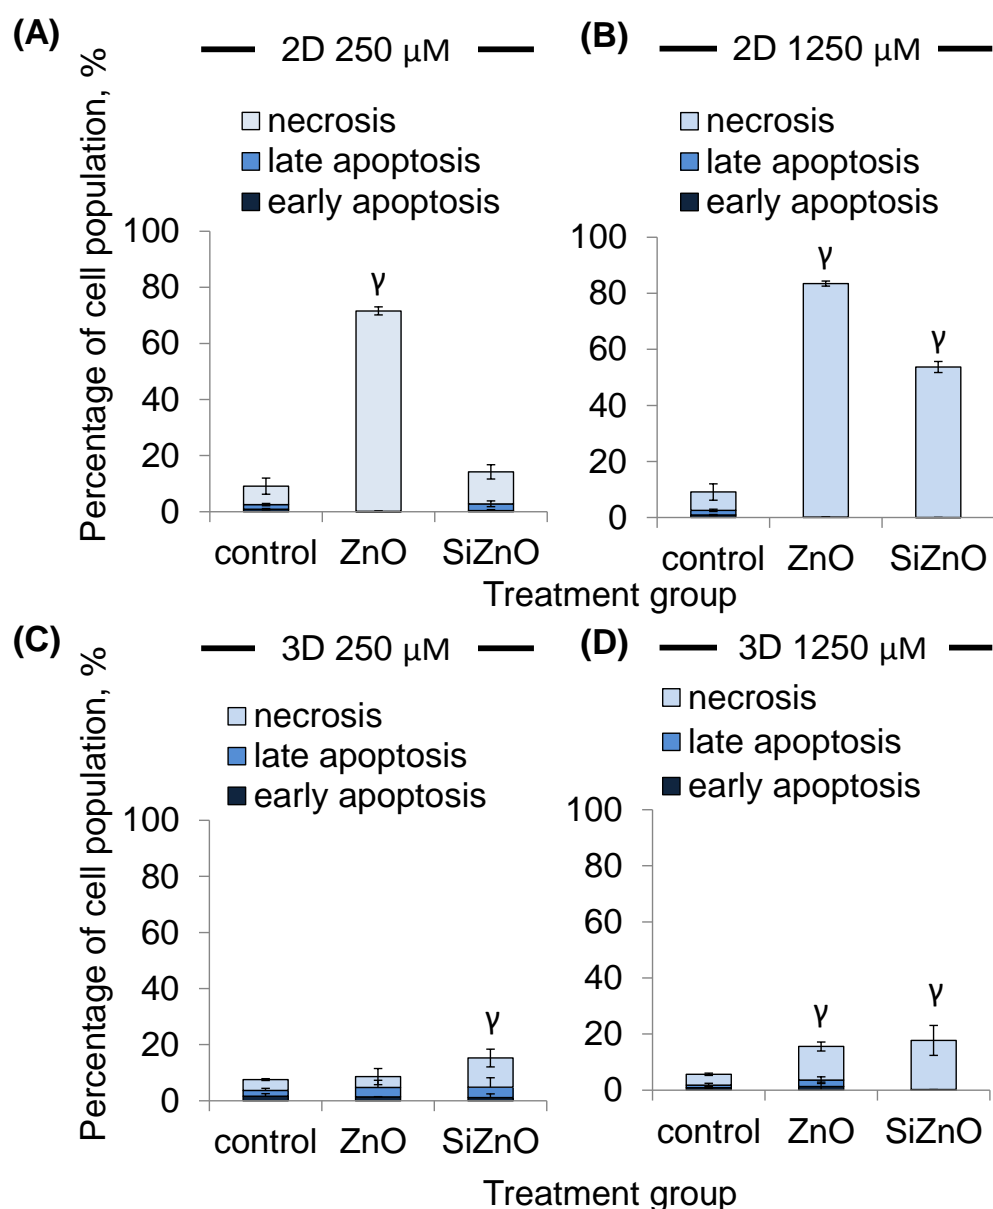 (A)
2D 250 μM
necrosis
late apoptosis
early apoptosis
Percentage of cell population, %
100
80
60
40
20
0
γ
control ZnO SiZnO
(B)
2D 1250 μM
necrosis
late apoptosis
early apoptosis
100
80
60
40
20
0
γ
γ
control ZnO SiZnO
Treatment group
(C)
3D 250 μM
necrosis
late apoptosis
early apoptosis
Percentage of cell population, %
100
80
60
40
20
0
γ
control ZnO SiZnO
(D)
3D 1250 μM
necrosis
late apoptosis
early apoptosis
100
80
60
40
20
0
γ
γ
control ZnO SiZnO
Treatment group